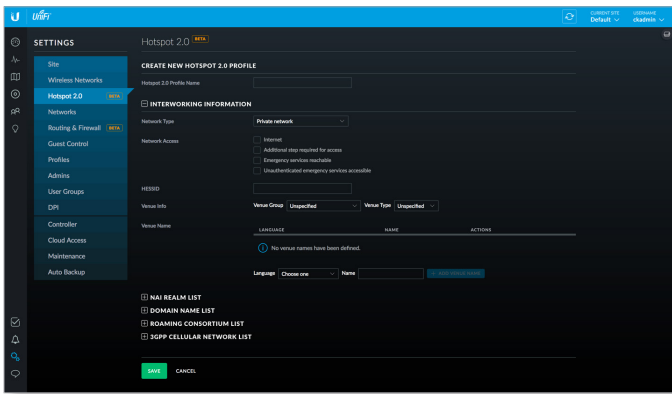 U UniFi CURRENT SITE USERNAME
Default ckadmin
SETTINGS
Site
Wireless Networks
Hotspot 2.0 BETA
Networks
Routing & Firewall BETA
Guest Control
Profiles
Admins
User Groups
DPI
Controller
Cloud Access
Maintenance
Auto Backup
Hotspot 2.0 BETA
CREATE NEW HOTSPOT 2.0 PROFILE
Hotspot 2.0 Profile Name
INTERWORKING INFORMATION
Network Type Private network
Network Access Internet
Additional step required for access
Emergency services reachable
Unauthenticated emergency services accessible
HESSID
Venue Info Venue Group Unspecified Venue Type Unspecified
Venue Name
LANGUAGE NAME ACTIONS
No venue names have been defined.
Language Choose one Name + ADD VENUE NAME
NAI REALM LIST
DOMAIN NAME LIST
ROAMING CONSORTIUM LIST
3GPP CELLULAR NETWORK LIST
SAVE CANCEL